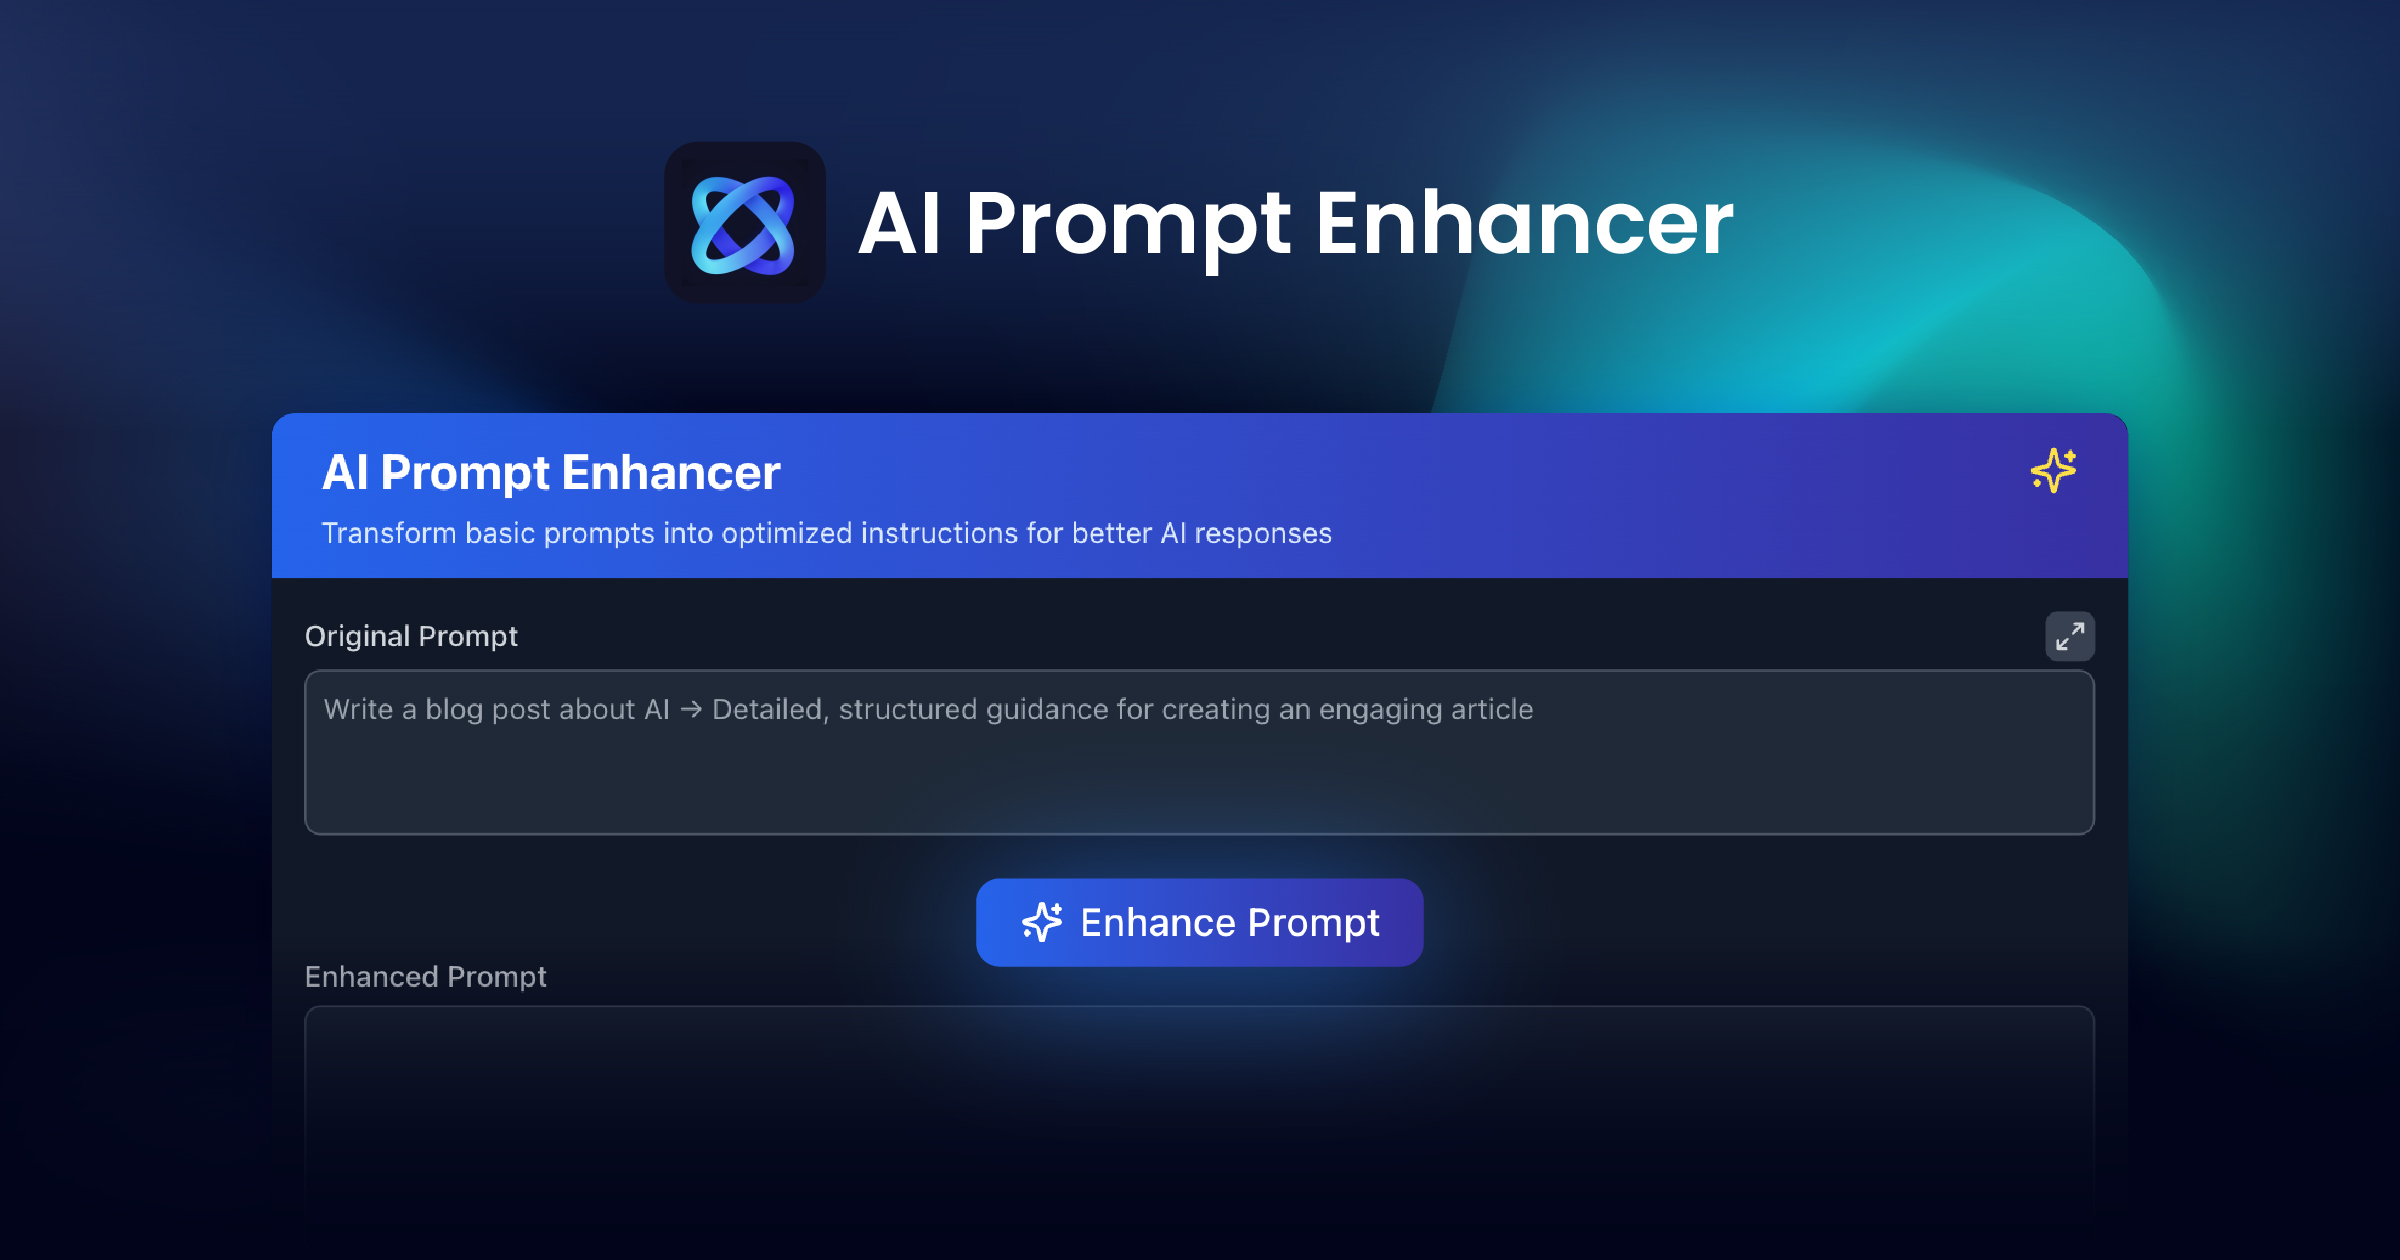 AI Prompt Enhancer
AI Prompt Enhancer
Transform basic prompts into optimized instructions for better AI responses
Original Prompt
Write a blog post about AI → Detailed, structured guidance for creating an engaging article
Enhance Prompt
Enhanced Prompt